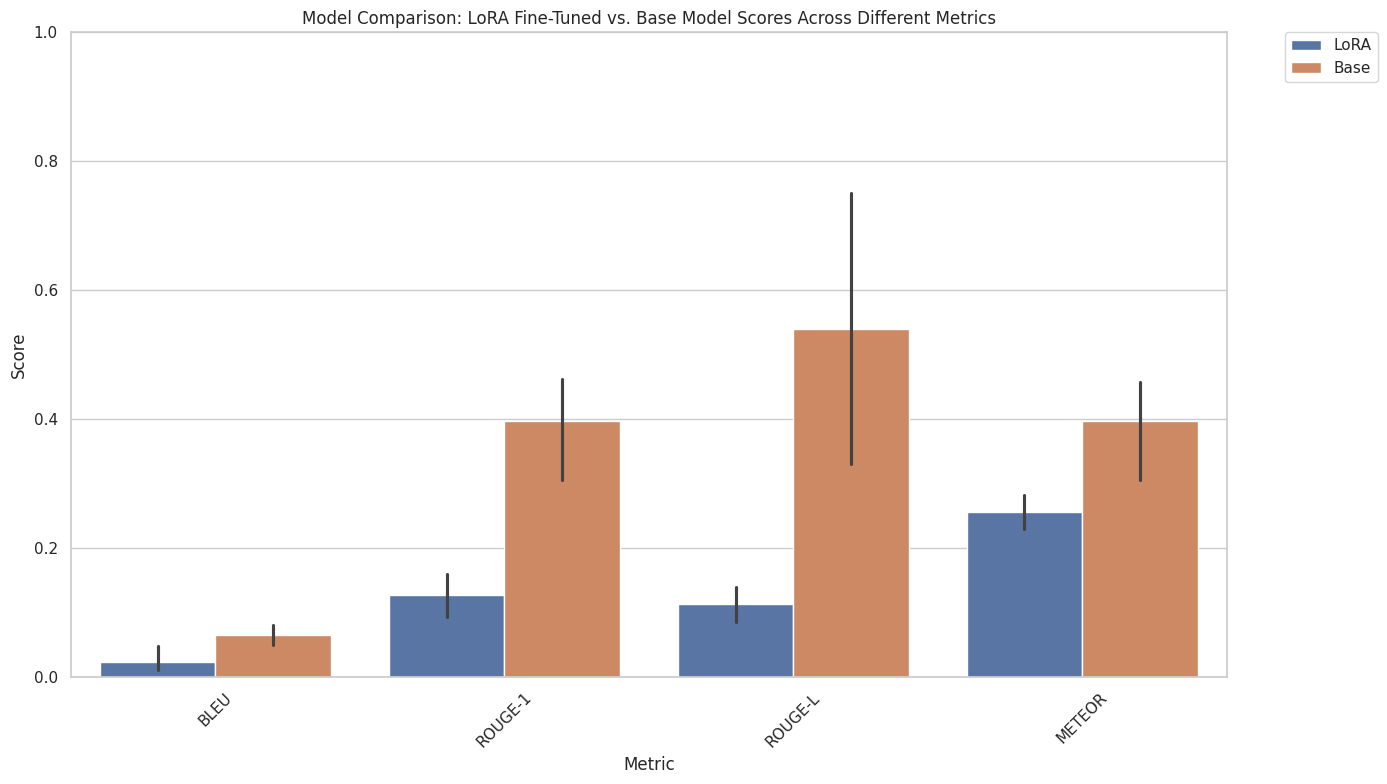 Model Comparison: LoRA Fine-Tuned vs. Base Model Scores Across Different Metrics
LoRA
Base
Score
1.0
0.8
0.6
0.4
0.2
0.0
BLEU
ROUGE-1
ROUGE-L
METEOR
Metric